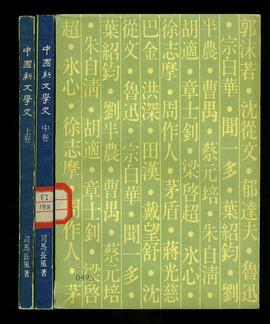 郭沫若・沈從文・郁達夫・魯迅
・宗白華・聞一多・葉紹鈞・劉
半農・曹禺・蔡元培・朱自清
胡適・章士釗・梁啓超・冰心・
徐志摩・周作人・茅盾・蔣光慈
巴金・洪深・田漢・戴望舒・沈
從文・魯迅・宗白華・聞一多
葉紹鈞・劉半農・曹禺・蔡元培
・朱自清・胡適・章士釗・梁啓
超・冰心・徐志摩・周作人・茅
0495
中國新文學史 中卷
司馬長風著
中國新文學史 上卷
司馬長風著